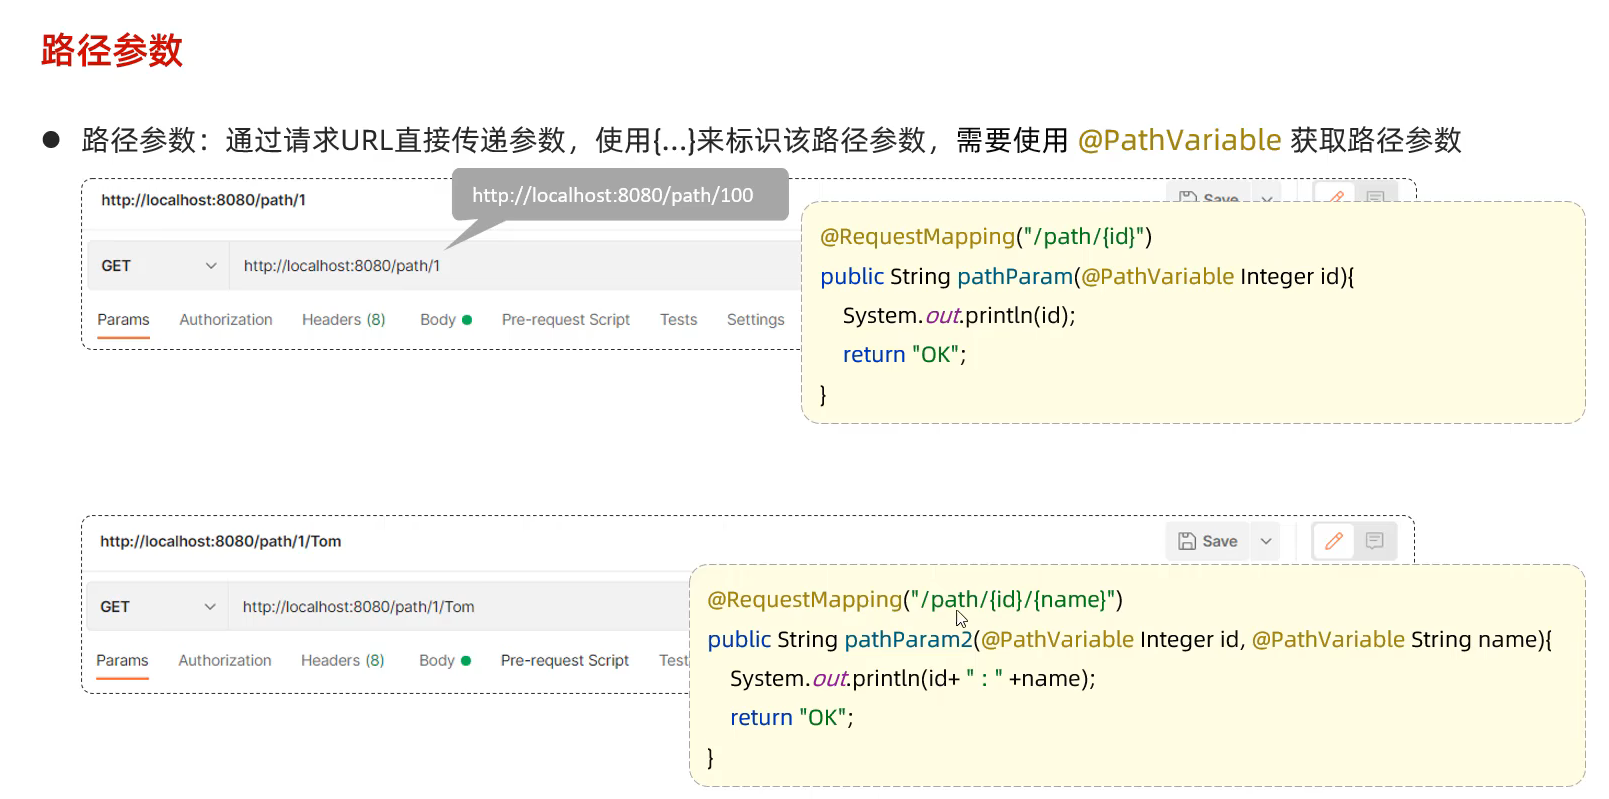 路径参数
● 路径参数：通过请求URL直接传递参数，使用{...}来标识该路径参数，需要使用 @PathVariable 获取路径参数
http://localhost:8080/path/1
http://localhost:8080/path/100
Save
GET
http://localhost:8080/path/1
Params Authorization Headers (8) Body Pre-request Script Tests Settings
@RequestMapping("/path/{id}")
public String pathParam(@PathVariable Integer id){
System.out.println(id);
return "OK";
}
http://localhost:8080/path/1/Tom
Save
GET
http://localhost:8080/path/1/Tom
Params Authorization Headers (8) Body Pre-request Script Test
@RequestMapping("/path/{id}/{name}")
public String pathParam2(@PathVariable Integer id, @PathVariable String name){
System.out.println(id+ " : " +name);
return "OK";
}